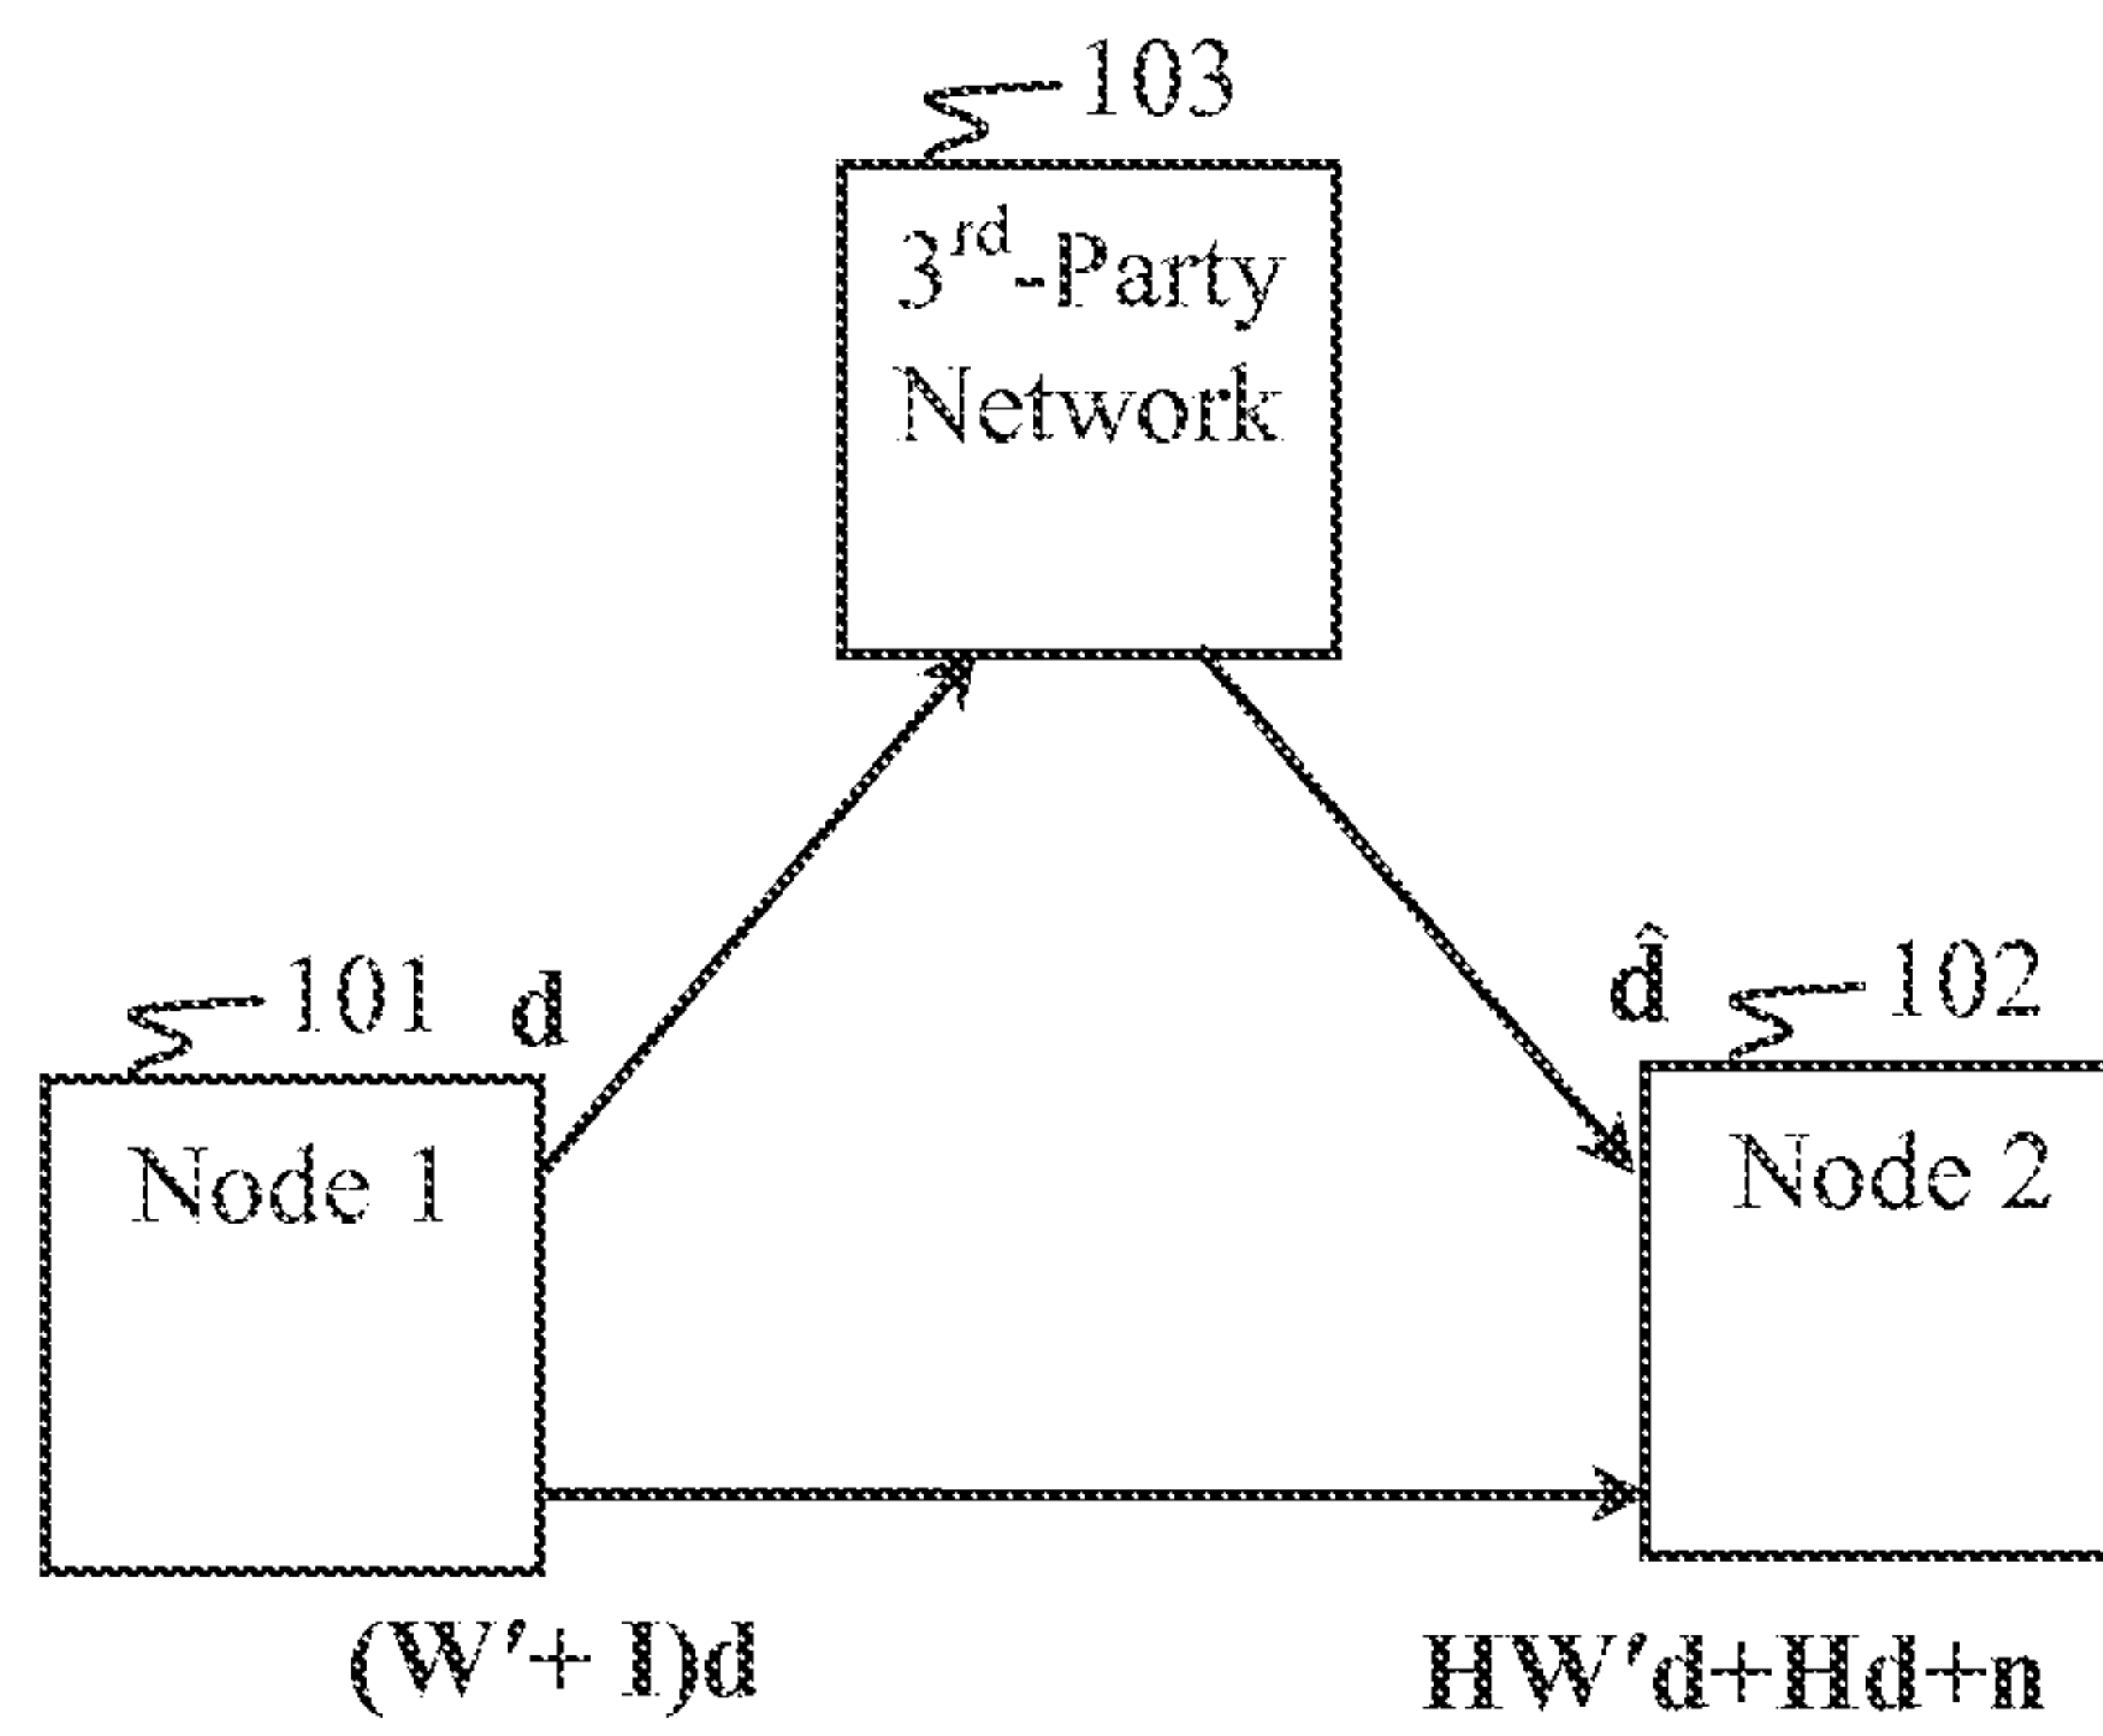 103
3rd-Party
Network
101
d
d̂
102
Node 1
Node 2
(W′+ I)d
HW′d+Hd+n